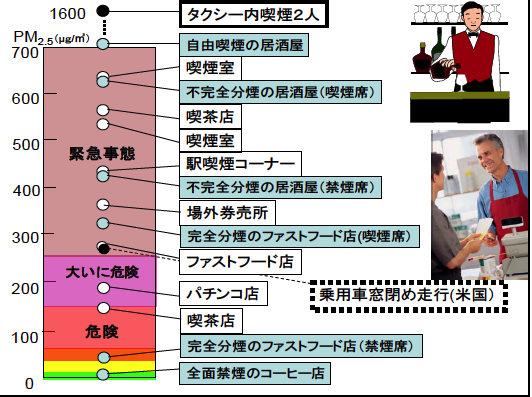 1600
タクシー内喫煙2人
PM2.5(μg/㎥)
700
自由喫煙の居酒屋
喫煙室
600
不完全分煙の居酒屋(喫煙席)
喫茶店
500
喫煙室
緊急事態
駅喫煙コーナー
400
不完全分煙の居酒屋(禁煙席)
場外券売所
300
完全分煙のファストフード店(喫煙席)
ファストフード店
大いに危険
200
パチンコ店
乗用車窓閉め走行(米国)
喫茶店
100
危険
完全分煙のファストフード店(禁煙席)
全面禁煙のコーヒー店
0